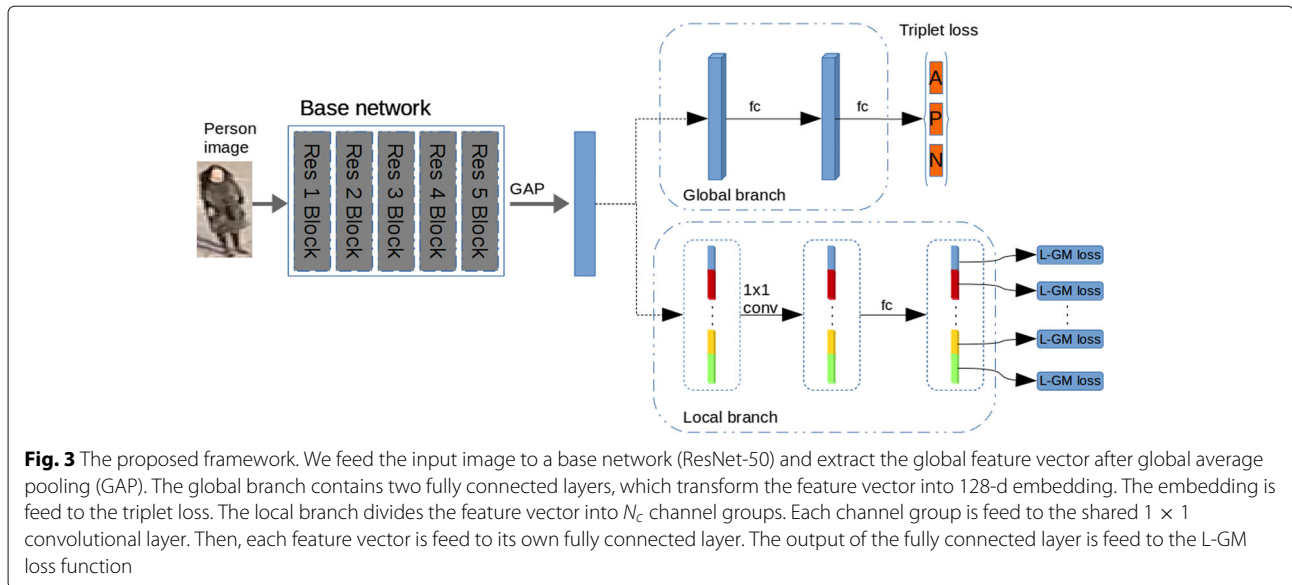 Triplet loss
A
P
N
fc
fc
Global branch
Base network
Person
image
Res 1 Block
Res 2 Block
Res 3 Block
Res 4 Block
Res 5 Block
GAP
1x1
conv
fc
L-GM loss
L-GM loss
L-GM loss
L-GM loss
Local branch
Fig. 3 The proposed framework. We feed the input image to a base network (ResNet-50) and extract the global feature vector after global average
pooling (GAP). The global branch contains two fully connected layers, which transform the feature vector into 128-d embedding. The embedding is
feed to the triplet loss. The local branch divides the feature vector into Nc channel groups. Each channel group is feed to the shared 1 × 1
convolutional layer. Then, each feature vector is feed to its own fully connected layer. The output of the fully connected layer is feed to the L-GM
loss function